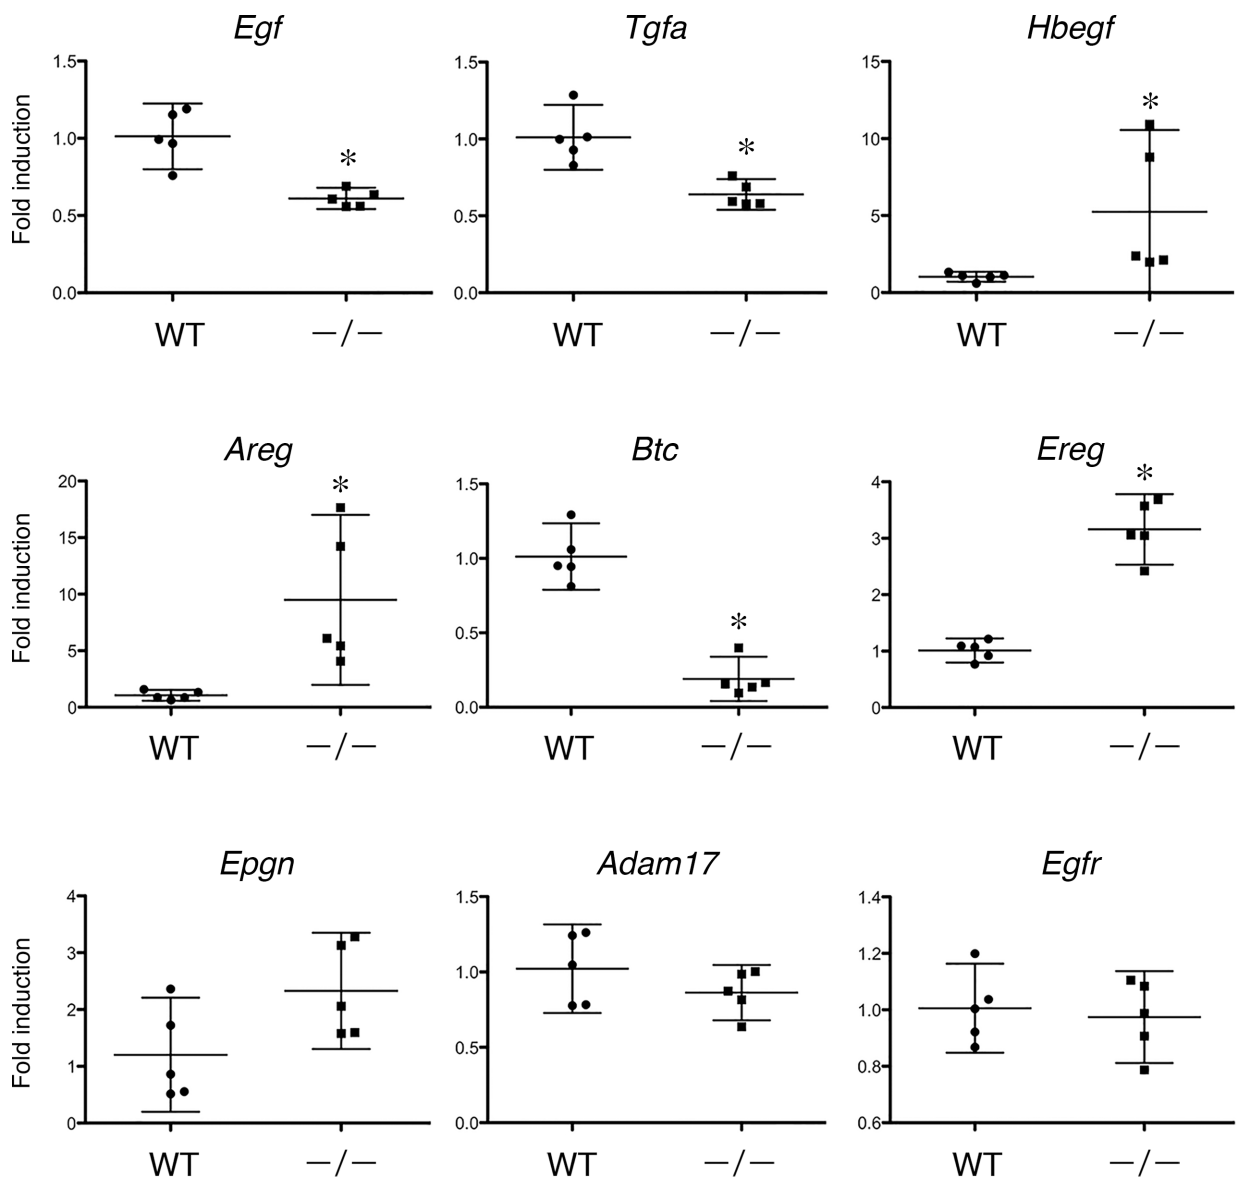 Egf
Tgfa
Hbegf
Fold induction
1.5
1.0
0.5
0.0
*
WT
−/−
1.5
1.0
0.5
0.0
*
WT
−/−
15
10
5
0
*
WT
−/−
Areg
Btc
Ereg
Fold induction
20
15
10
5
0
*
WT
−/−
1.5
1.0
0.5
0.0
*
WT
−/−
4
3
2
1
0
*
WT
−/−
Epgn
Adam17
Egfr
Fold induction
4
3
2
1
0
WT
−/−
1.5
1.0
0.5
0.0
WT
−/−
1.4
1.2
1.0
0.8
0.6
WT
−/−